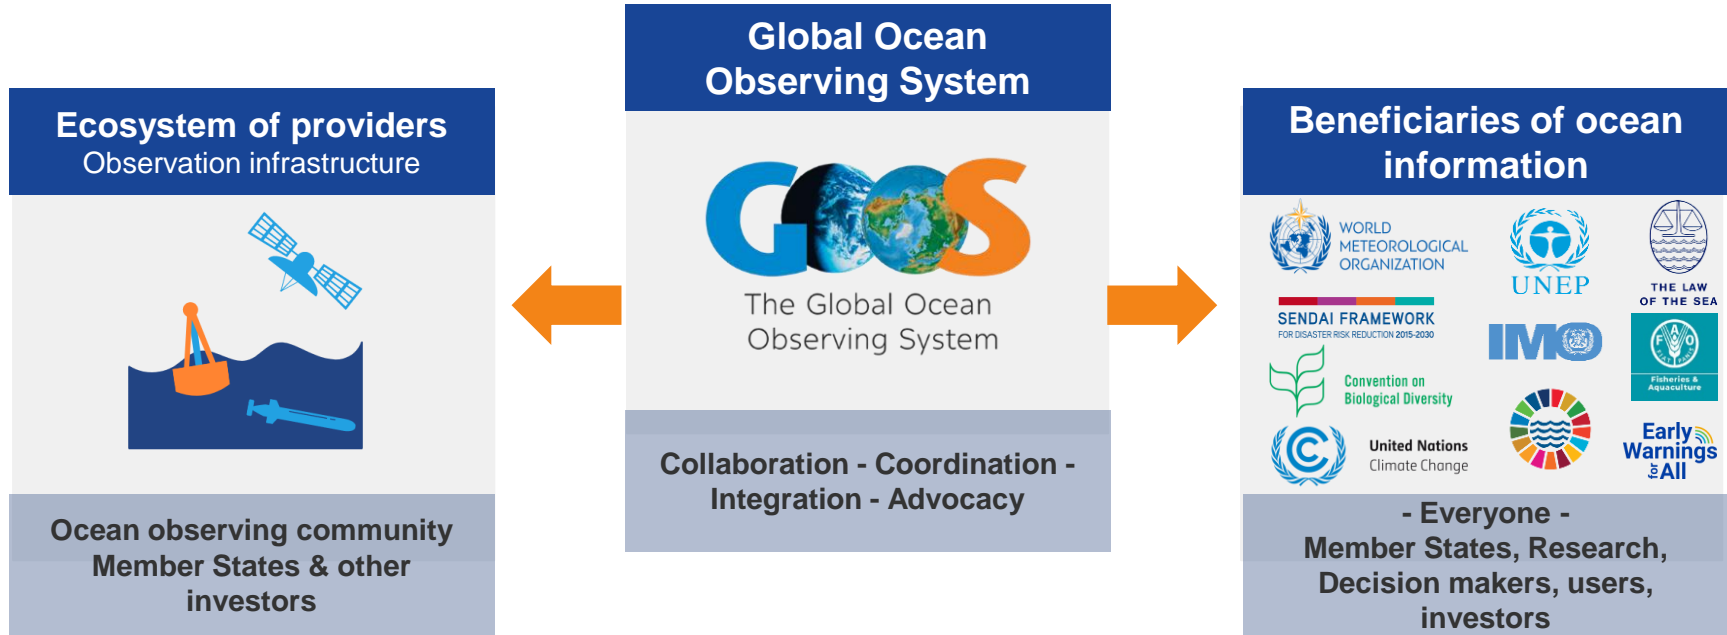 Ecosystem of providers
Observation infrastructure
Ocean observing community
Member States & other
investors
Global Ocean
Observing System
GOOS
The Global Ocean
Observing System
Collaboration - Coordination -
Integration - Advocacy
Beneficiaries of ocean
information
WORLD
METEOROLOGICAL
ORGANIZATION
UNEP
THE LAW
OF THE SEA
SENDAI FRAMEWORK
FOR DISASTER RISK REDUCTION 2015-2030
IMO
F A O
FIAT PANIS
Fisheries &
Aquaculture
Convention on
Biological Diversity
United Nations
Climate Change
Early
Warnings
for All
- Everyone -
Member States, Research,
Decision makers, users,
investors